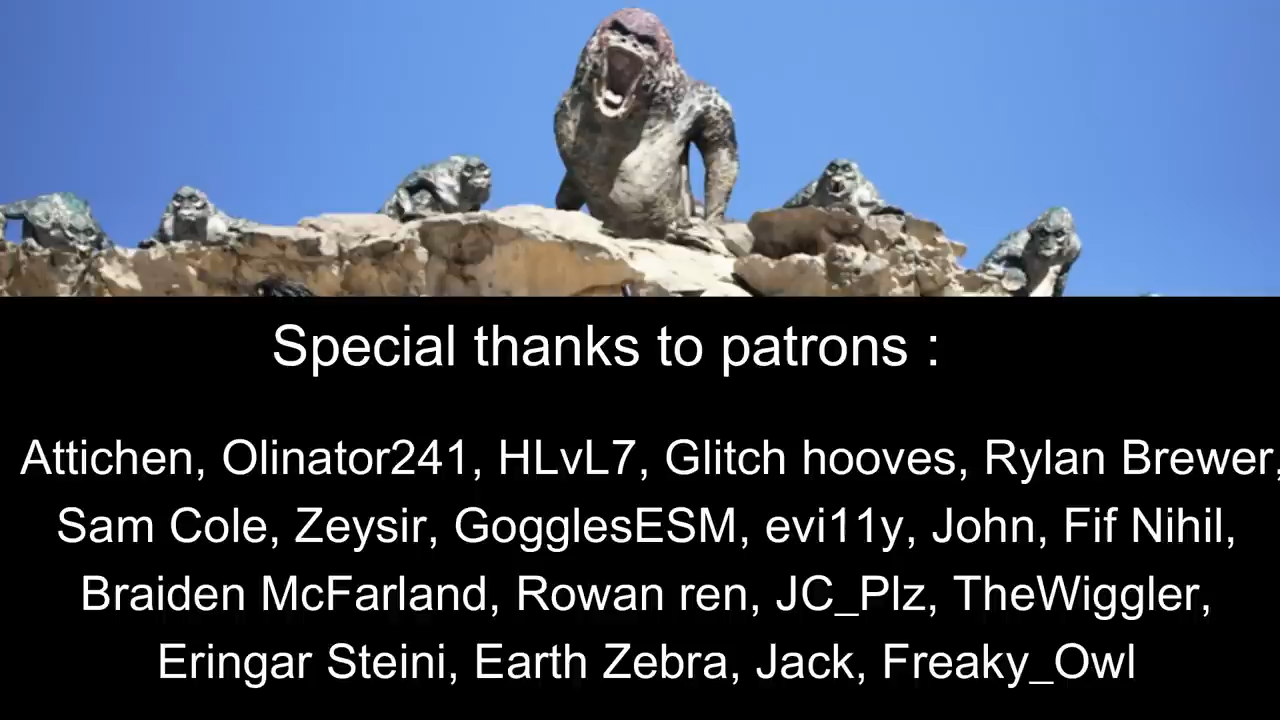 Special thanks to patrons :
Attichen, Olinator241, HLvL7, Glitch hooves, Rylan Brewer,
Sam Cole, Zeysir, GogglesESM, evi11y, John, Fif Nihil,
Braiden McFarland, Rowan ren, JC_Plz, TheWiggler,
Eringar Steini, Earth Zebra, Jack, Freaky_Owl